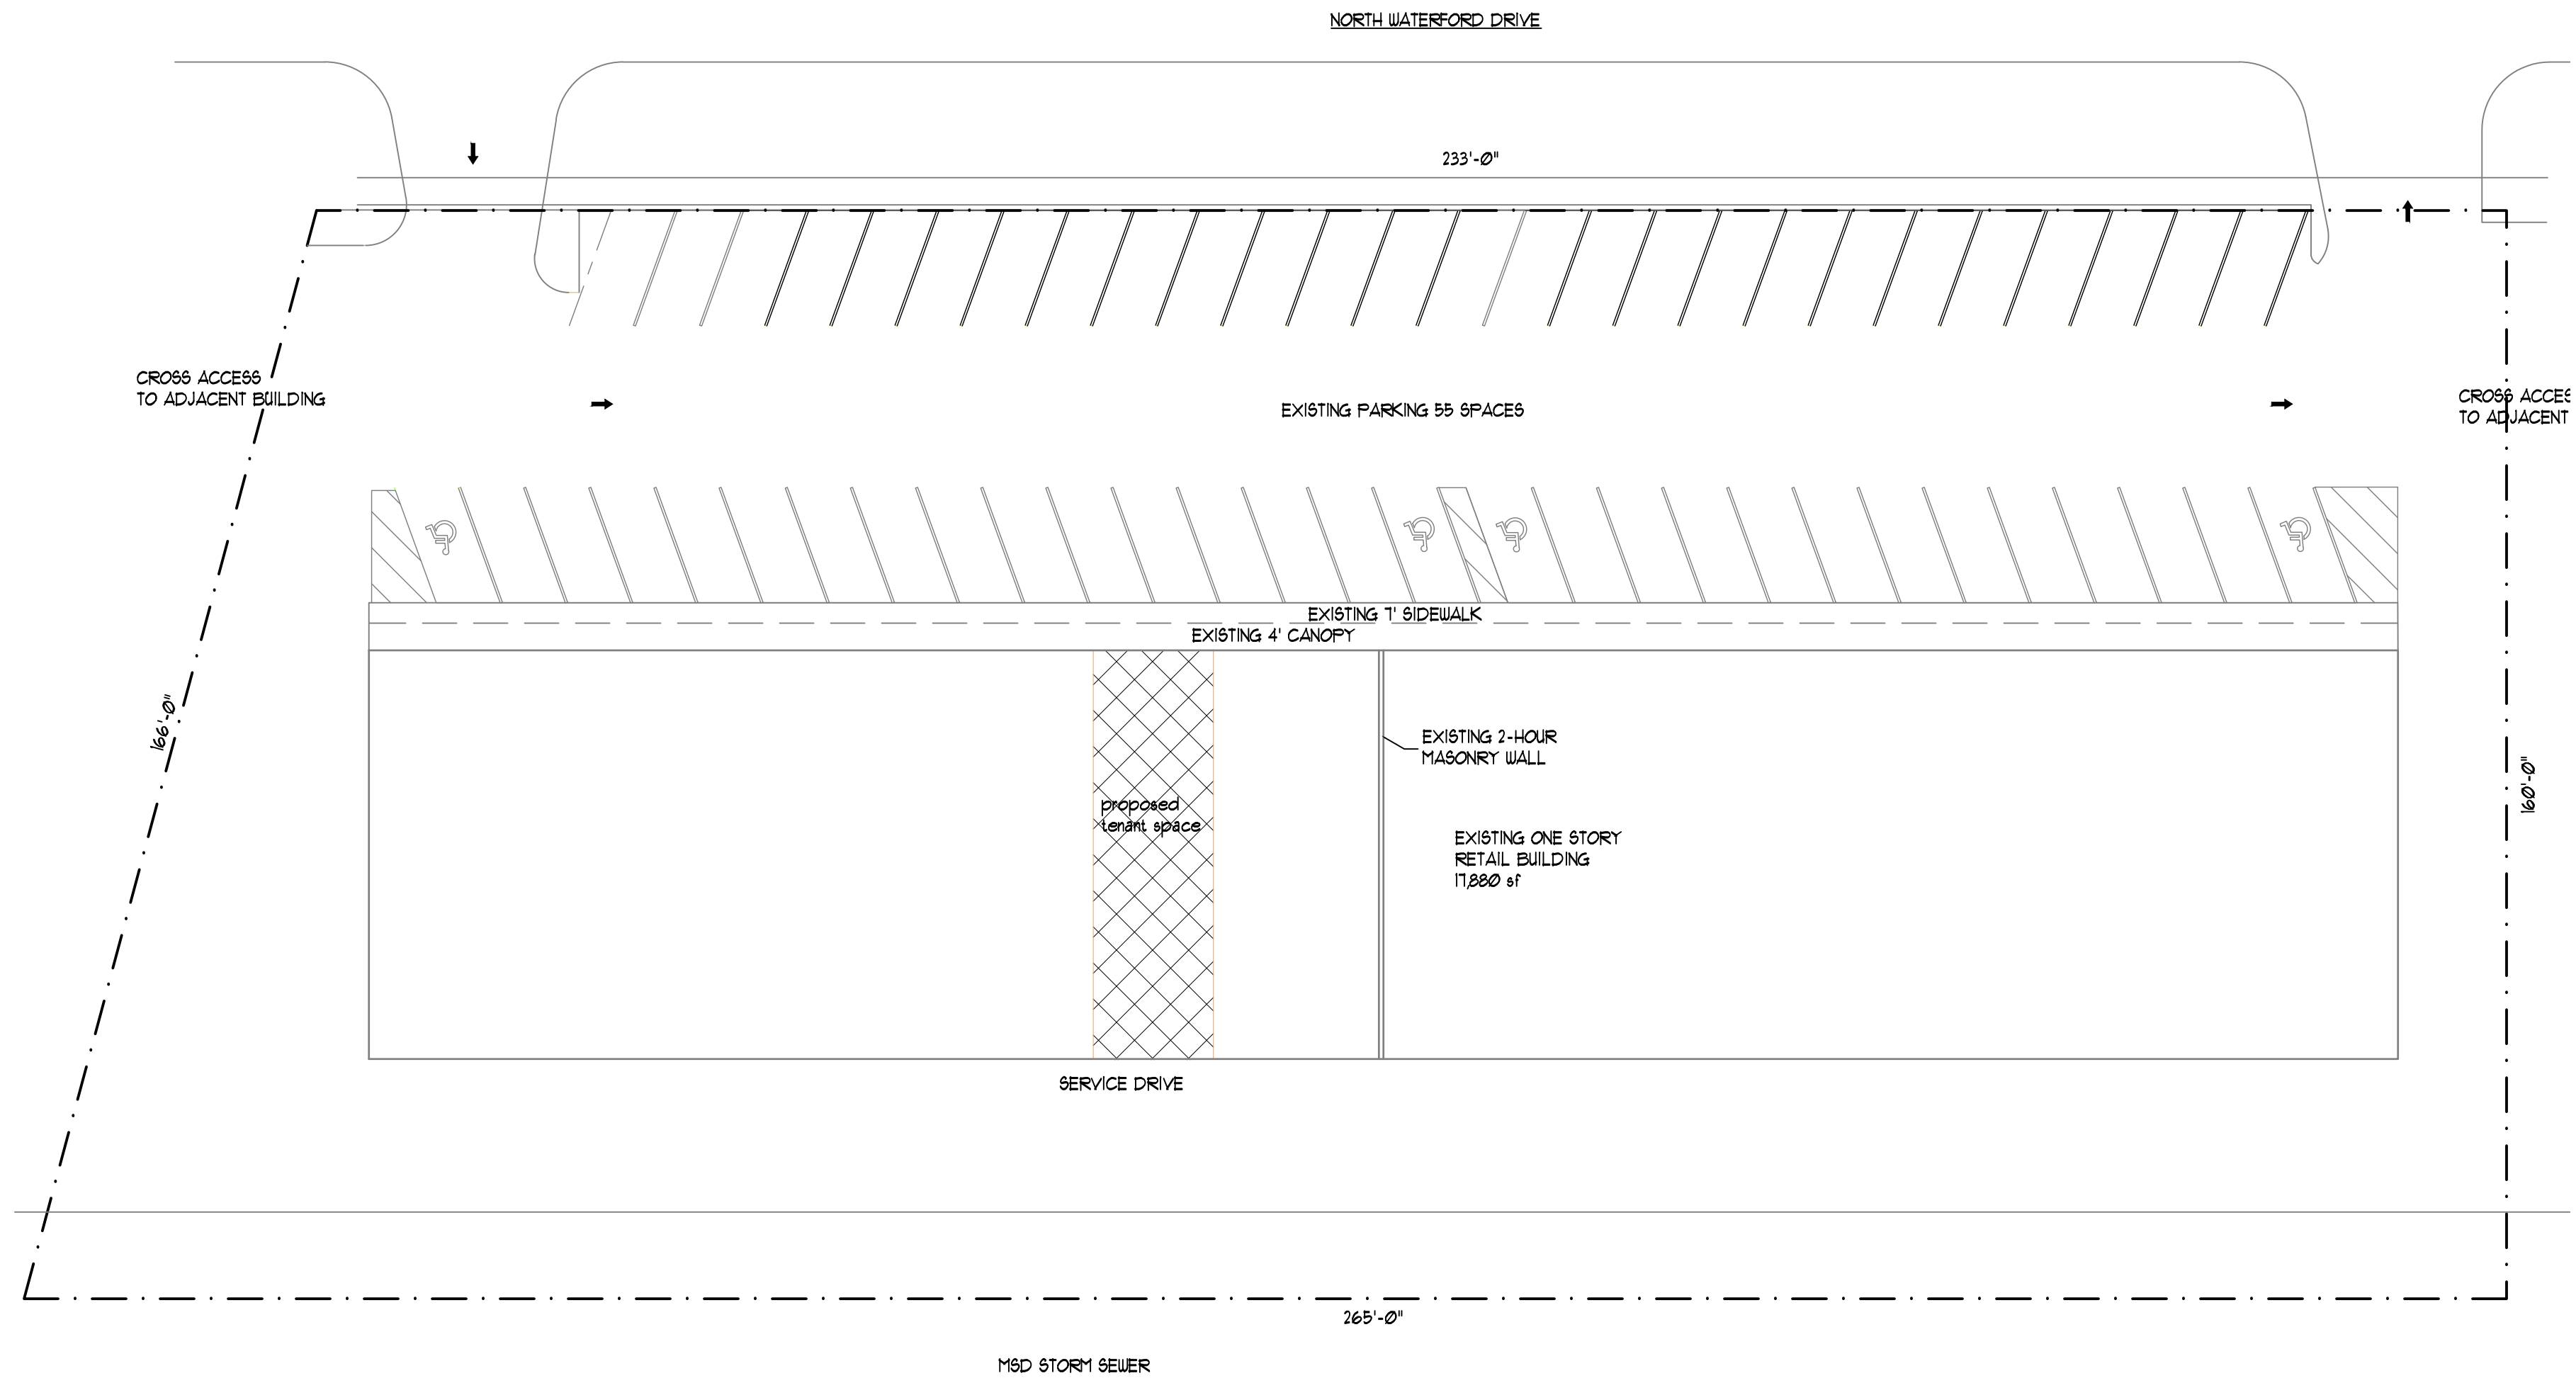 NORTH WATERFORD DRIVE
233'-0"
CROSS ACCESS
TO ADJACENT BUILDING
EXISTING PARKING 55 SPACES
CROSS ACCES
TO ADJACENT
EXISTING 7' SIDEWALK
EXISTING 4' CANOPY
166'-0"
EXISTING 2-HOUR
MASONRY WALL
160'-0"
proposed
tenant space
EXISTING ONE STORY
RETAIL BUILDING
17,880 sf
SERVICE DRIVE
265'-0"
MSD STORM SEWER